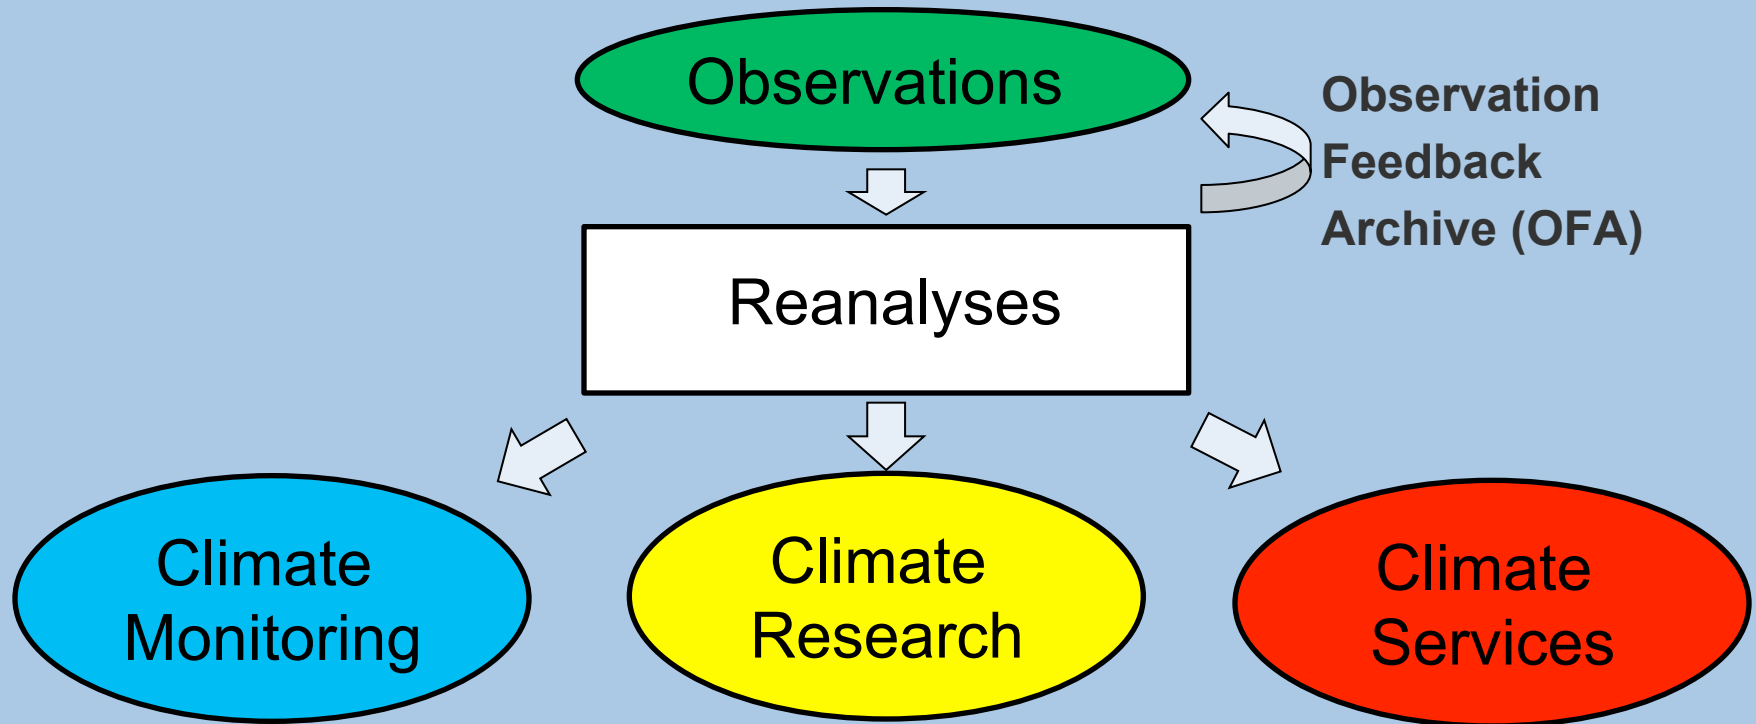 Observations
Observation
Feedback
Archive (OFA)
Reanalyses
Climate
Monitoring
Climate
Research
Climate
Services